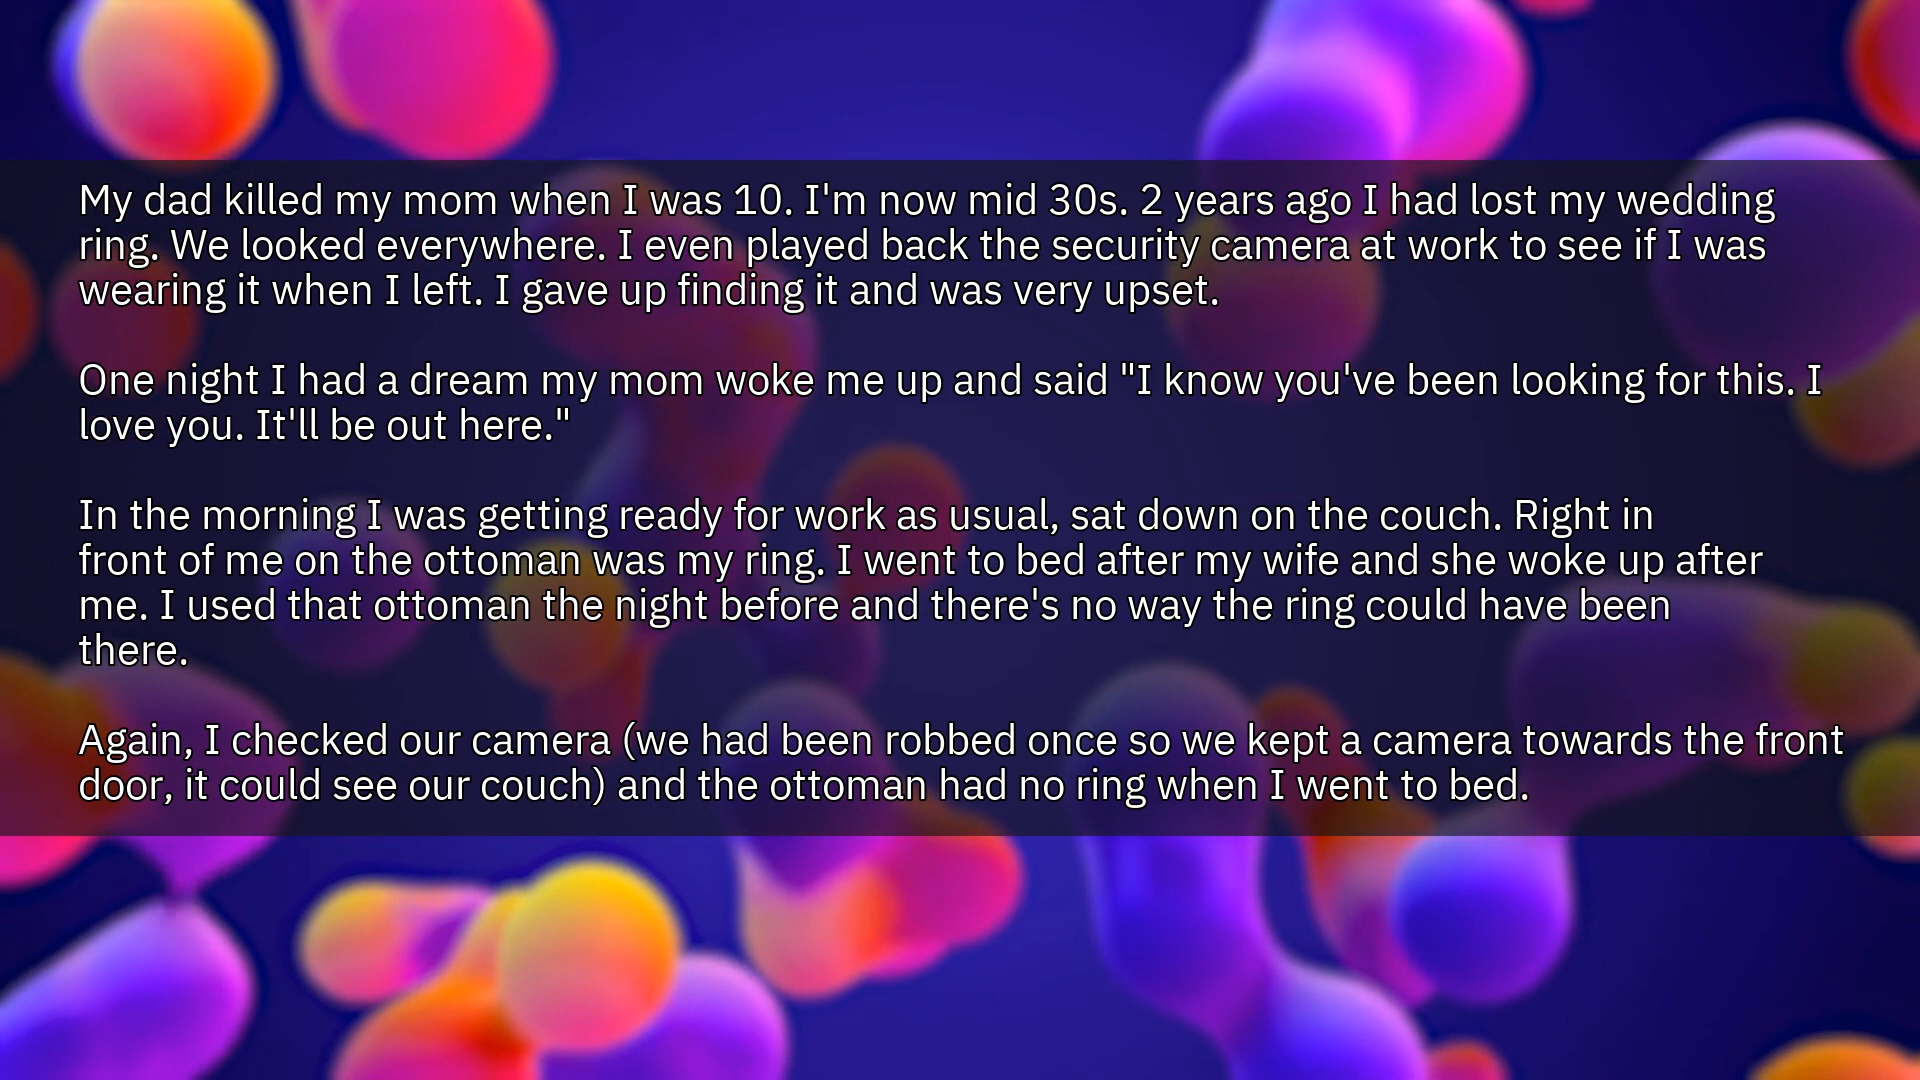 My dad killed my mom when I was 10. I'm now mid 30s. 2 years ago I had lost my wedding
ring. We looked everywhere. I even played back the security camera at work to see if I was
wearing it when I left. I gave up finding it and was very upset.
One night I had a dream my mom woke me up and said "I know you've been looking for this. I
love you. It'll be out here."
In the morning I was getting ready for work as usual, sat down on the couch. Right in
front of me on the ottoman was my ring. I went to bed after my wife and she woke up after
me. I used that ottoman the night before and there's no way the ring could have been
there.
Again, I checked our camera (we had been robbed once so we kept a camera towards the front
door, it could see our couch) and the ottoman had no ring when I went to bed.